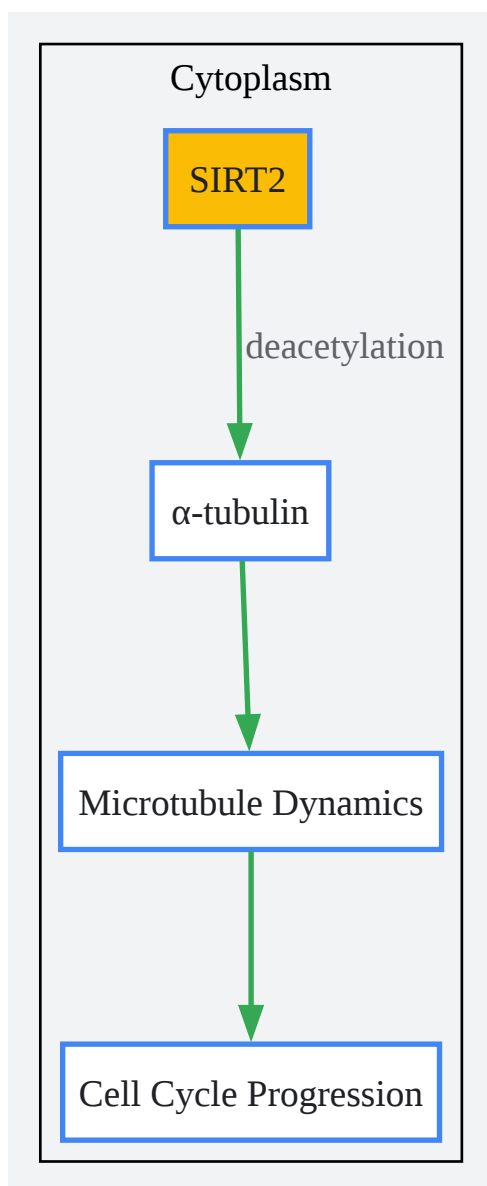 Cytoplasm
SIRT2
deacetylation
α-tubulin
Microtubule Dynamics
Cell Cycle Progression